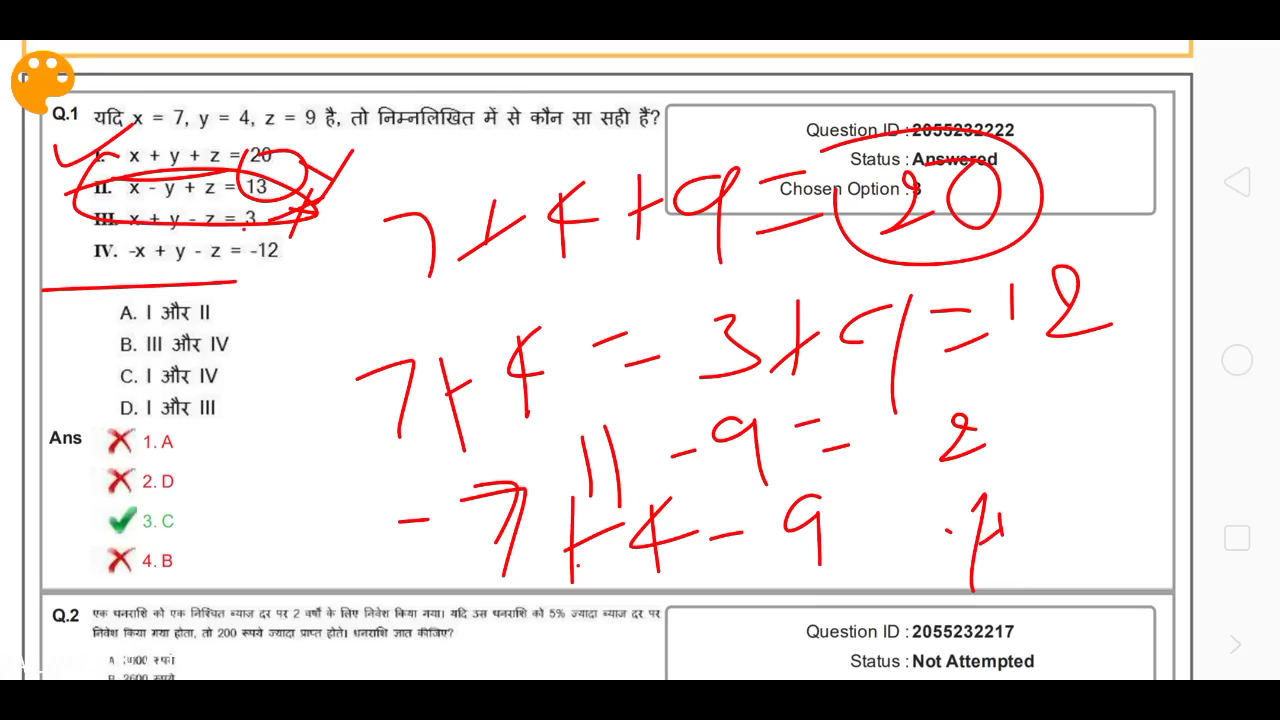 Q.1 यदि x = 7, y = 4, z = 9 है, तो निम्नलिखित में से कौन सा सही हैं?
I. x + y + z = 20
II. x - y + z = 13
III. x + y - z = 3
IV. -x + y - z = -12
A. I और II
B. III और IV
C. I और IV
D. I और III
Ans 1. A
2. D
3. C
4. B
Question ID : 2055232222
Status : Answered
Chosen Option : 3
7+4+9=20
7+4=3+9=12
11-9=2
-7+4-9
Q.2 एक धनराशि को एक निश्चित ब्याज दर पर 2 वर्षों के लिए निवेश किया गया। यदि उस धनराशि को 5% ज्यादा ब्याज दर पर
निवेश किया गया होता, तो 200 रूपये ज्यादा प्राप्त होते। धनराशि ज्ञात कीजिए?
Question ID : 2055232217
Status : Not Attempted